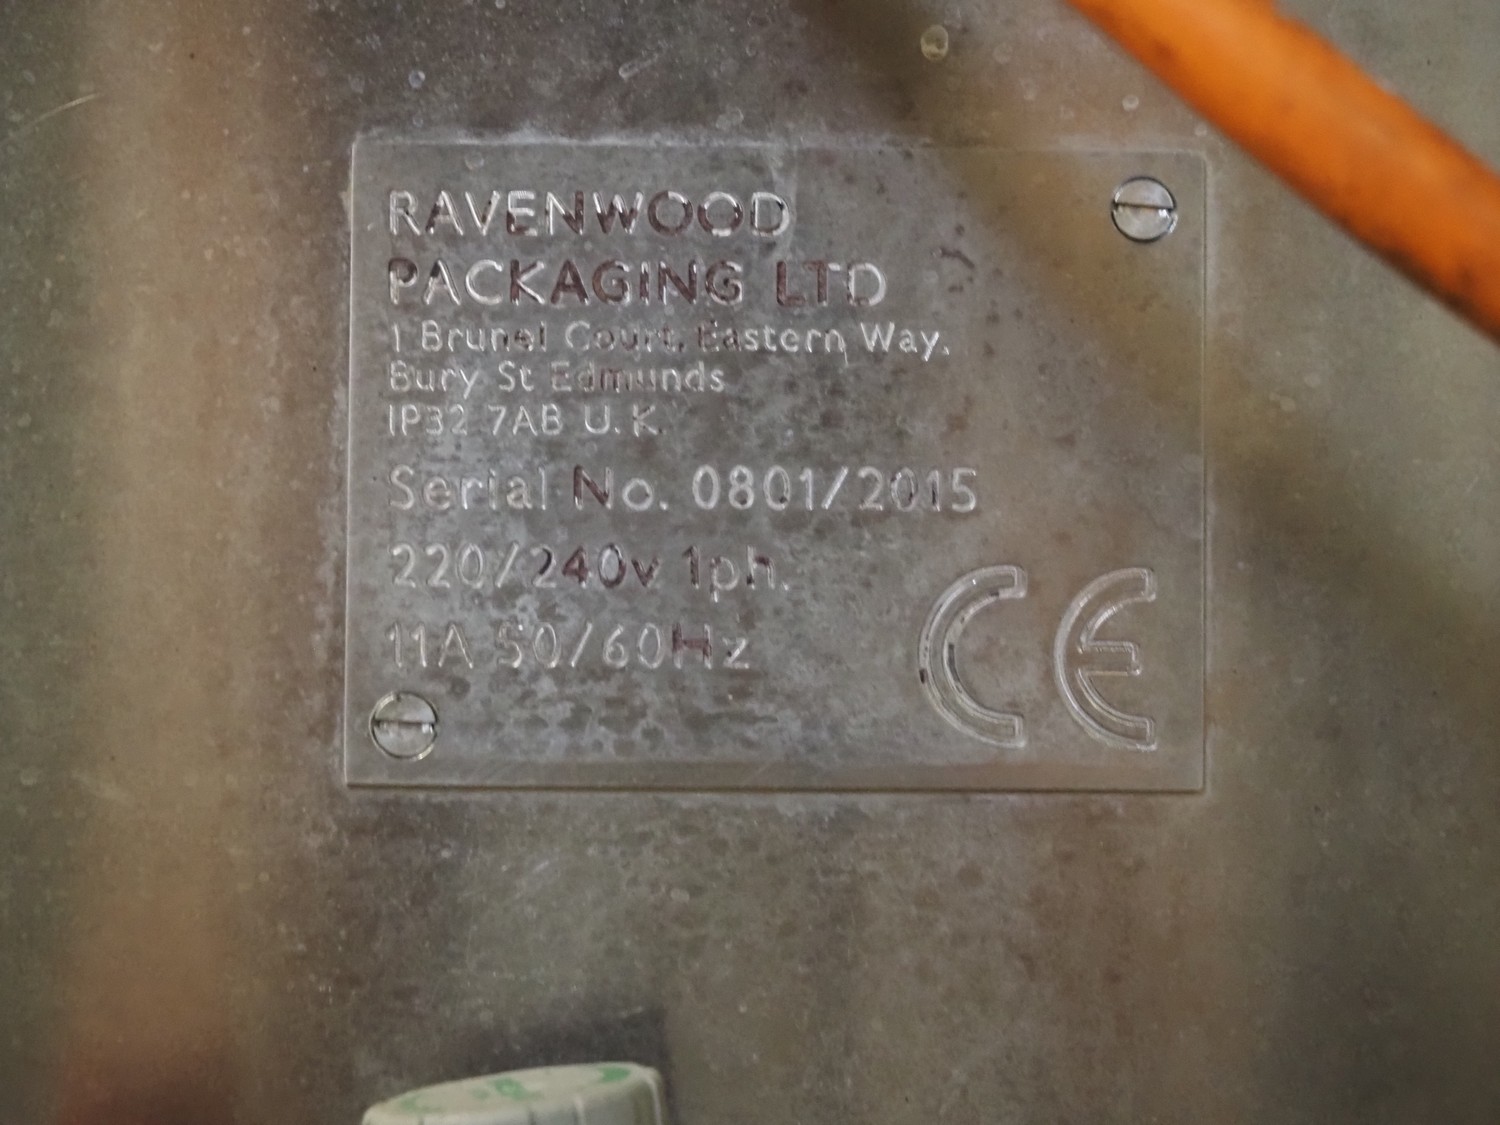 RAVENWOOD
PACKAGING LTD
1 Brunel Court, Eastern Way,
Bury St Edmunds
IP32 7AB U.K.
Serial No. 0801/2015
220/240v 1ph.
11A 50/60Hz
CE